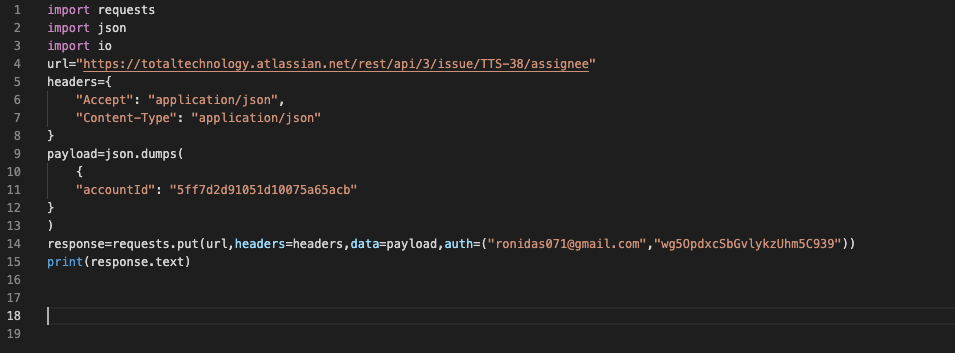 1 import requests
2 import json
3 import io
4 url="https://totaltechnology.atlassian.net/rest/api/3/issue/TTS-38/assignee"
5 headers={
6     "Accept": "application/json",
7     "Content-Type": "application/json"
8 }
9 payload=json.dumps(
10     {
11     "accountId": "5ff7d2d91051d10075a65acb"
12 }
13 )
14 response=requests.put(url,headers=headers,data=payload,auth=("ronidas071@gmail.com","wg5OpdxcSbGvlykzUhm5C939"))
15 print(response.text)
16
17
18
19